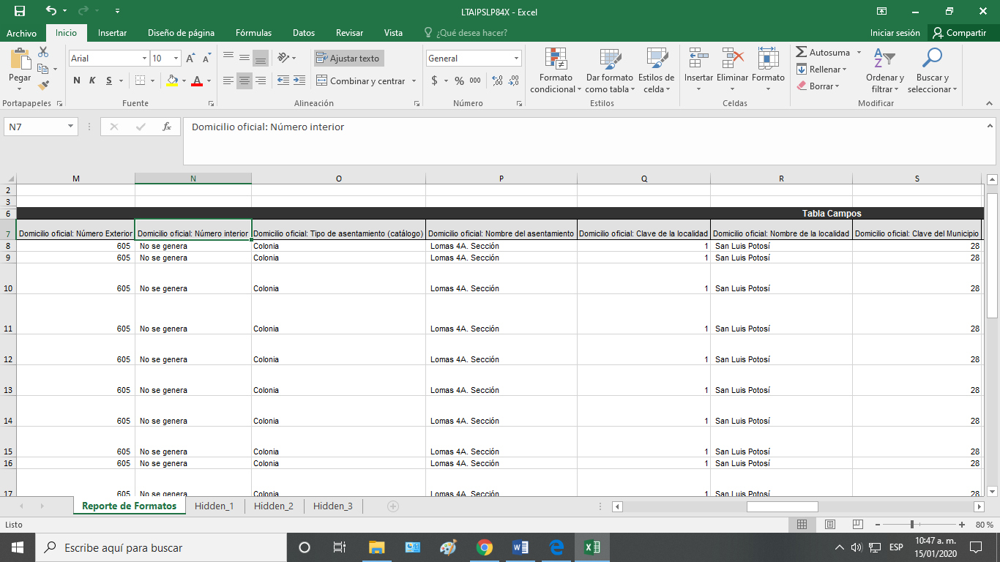 LTAIPSLP84X - Excel
Archivo Inicio Insertar Diseño de página Fórmulas Datos Revisar Vista ¿Qué desea hacer? Iniciar sesión Compartir
Pegar
Portapapeles
Arial 10
N K S
Fuente
Ajustar texto
Combinar y centrar
Alineación
General
$ % 000
Número
Formato condicional
Dar formato como tabla
Estilos de celda
Estilos
Insertar Eliminar Formato
Celdas
Autosuma
Rellenar
Borrar
Ordenar y filtrar
Buscar y seleccionar
Modificar
N7 fx Domicilio oficial: Número interior
M N O P Q R S
2
3
6 Tabla Campos
7 Domicilio oficial: Número Exterior Domicilio oficial: Número interior Domicilio oficial: Tipo de asentamiento (catálogo) Domicilio oficial: Nombre del asentamiento Domicilio oficial: Clave de la localidad Domicilio oficial: Nombre de la localidad Domicilio oficial: Clave del Municipio
8 605 No se genera Colonia Lomas 4A. Sección 1 San Luis Potosí 28
9 605 No se genera Colonia Lomas 4A. Sección 1 San Luis Potosí 28
10 605 No se genera Colonia Lomas 4A. Sección 1 San Luis Potosí 28
11 605 No se genera Colonia Lomas 4A. Sección 1 San Luis Potosí 28
12 605 No se genera Colonia Lomas 4A. Sección 1 San Luis Potosí 28
13 605 No se genera Colonia Lomas 4A. Sección 1 San Luis Potosí 28
14 605 No se genera Colonia Lomas 4A. Sección 1 San Luis Potosí 28
15 605 No se genera Colonia Lomas 4A. Sección 1 San Luis Potosí 28
16 605 No se genera Colonia Lomas 4A. Sección 1 San Luis Potosí 28
17 605 No se genera Colonia Lomas 4A. Sección 1 San Luis Potosí 28
Reporte de Formatos Hidden_1 Hidden_2 Hidden_3
Listo 80 %
Escribe aquí para buscar
ESP
10:47 a. m.
15/01/2020